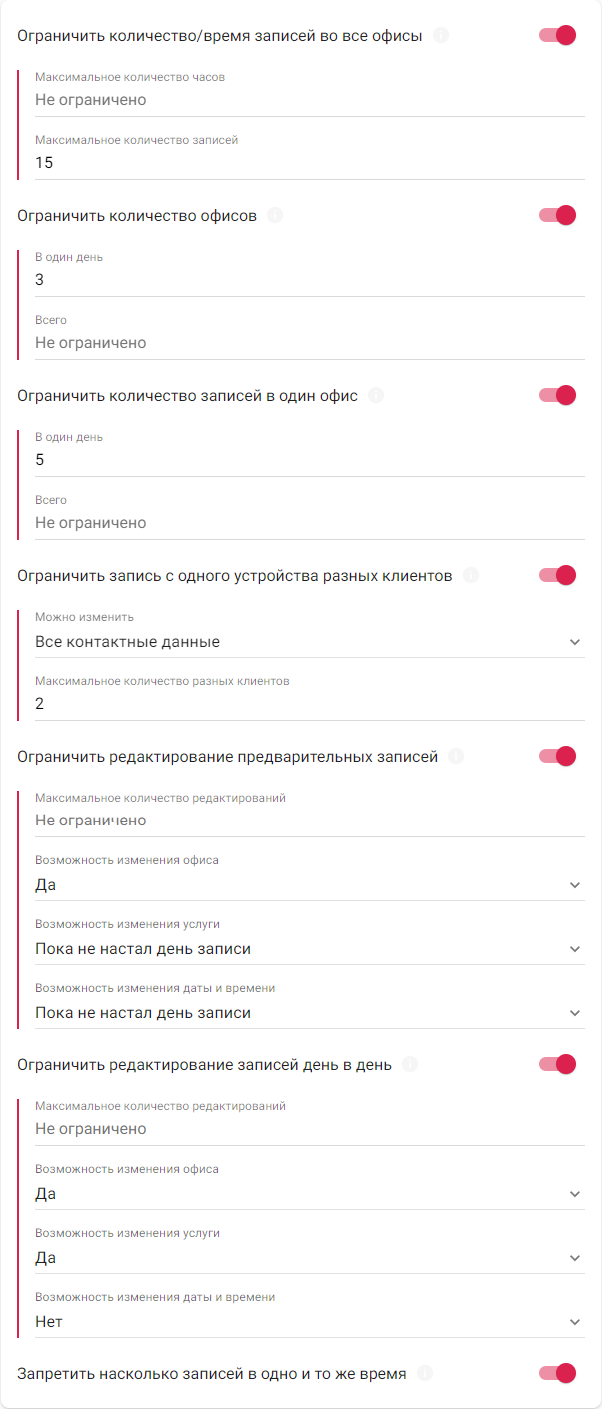 Ограничить количество/время записей во все офисы
Максимальное количество часов
Не ограничено
Максимальное количество записей
15
Ограничить количество офисов
В один день
3
Всего
Не ограничено
Ограничить количество записей в один офис
В один день
5
Всего
Не ограничено
Ограничить запись с одного устройства разных клиентов
Можно изменить
Все контактные данные
Максимальное количество разных клиентов
2
Ограничить редактирование предварительных записей
Максимальное количество редактирований
Не ограничено
Возможность изменения офиса
Да
Возможность изменения услуги
Пока не настал день записи
Возможность изменения даты и времени
Пока не настал день записи
Ограничить редактирование записей день в день
Максимальное количество редактирований
Не ограничено
Возможность изменения офиса
Да
Возможность изменения услуги
Да
Возможность изменения даты и времени
Нет
Запретить насколько записей в одно и то же время